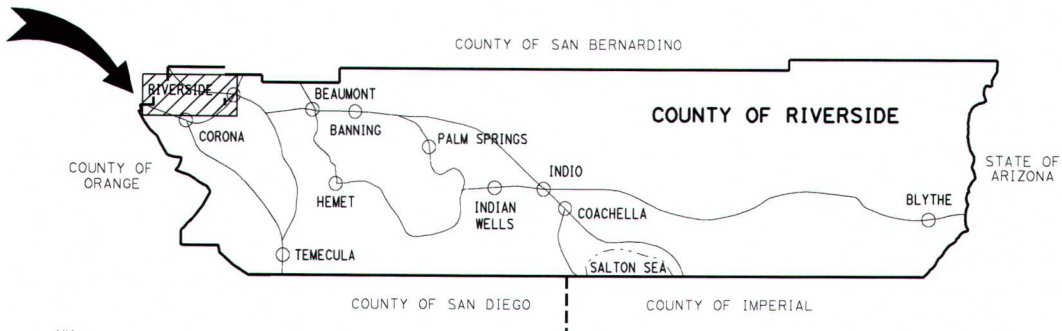 COUNTY OF SAN BERNARDINO
RIVERSIDE
BEAUMONT
COUNTY OF RIVERSIDE
CORONA
BANNING
PALM SPRINGS
COUNTY OF
ORANGE
STATE OF
ARIZONA
INDIO
HEMET
INDIAN
WELLS
COACHELLA
BLYTHE
TEMECULA
SALTON SEA
COUNTY OF SAN DIEGO
COUNTY OF IMPERIAL